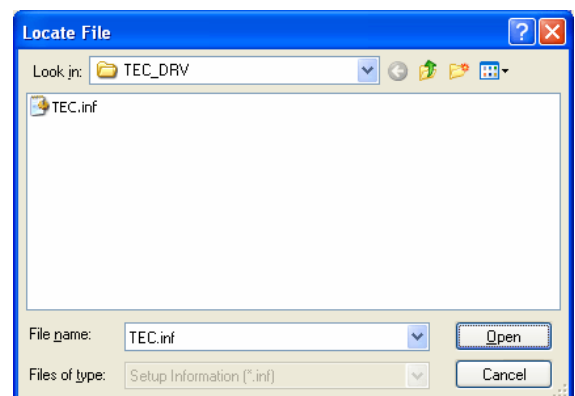 Locate File
Look in: TEC_DRV
TEC.inf
File name: TEC.inf Open
Files of type: Setup Information (*.inf) Cancel